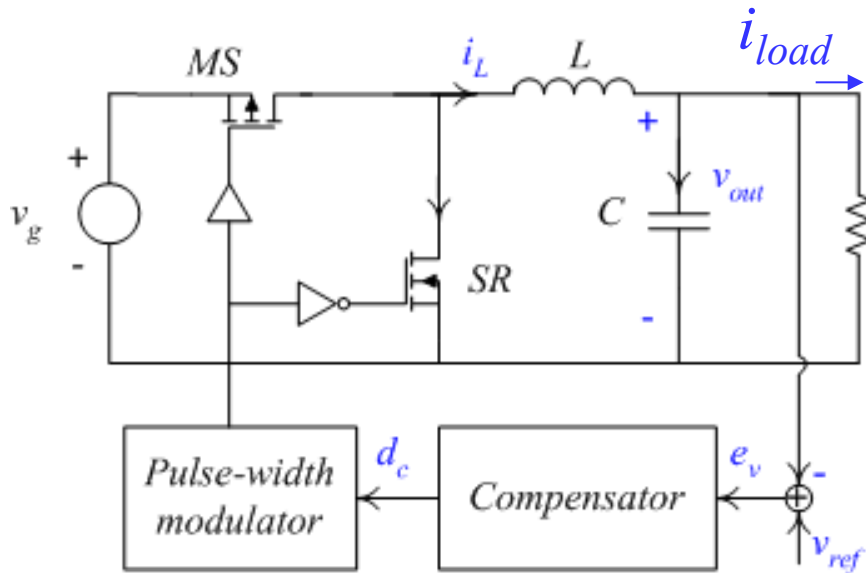 MS
i_L
L
i_load
+
v_g
-
+
C
v_out
-
SR
Pulse-width
modulator
d_c
Compensator
e_v
-
+
v_ref